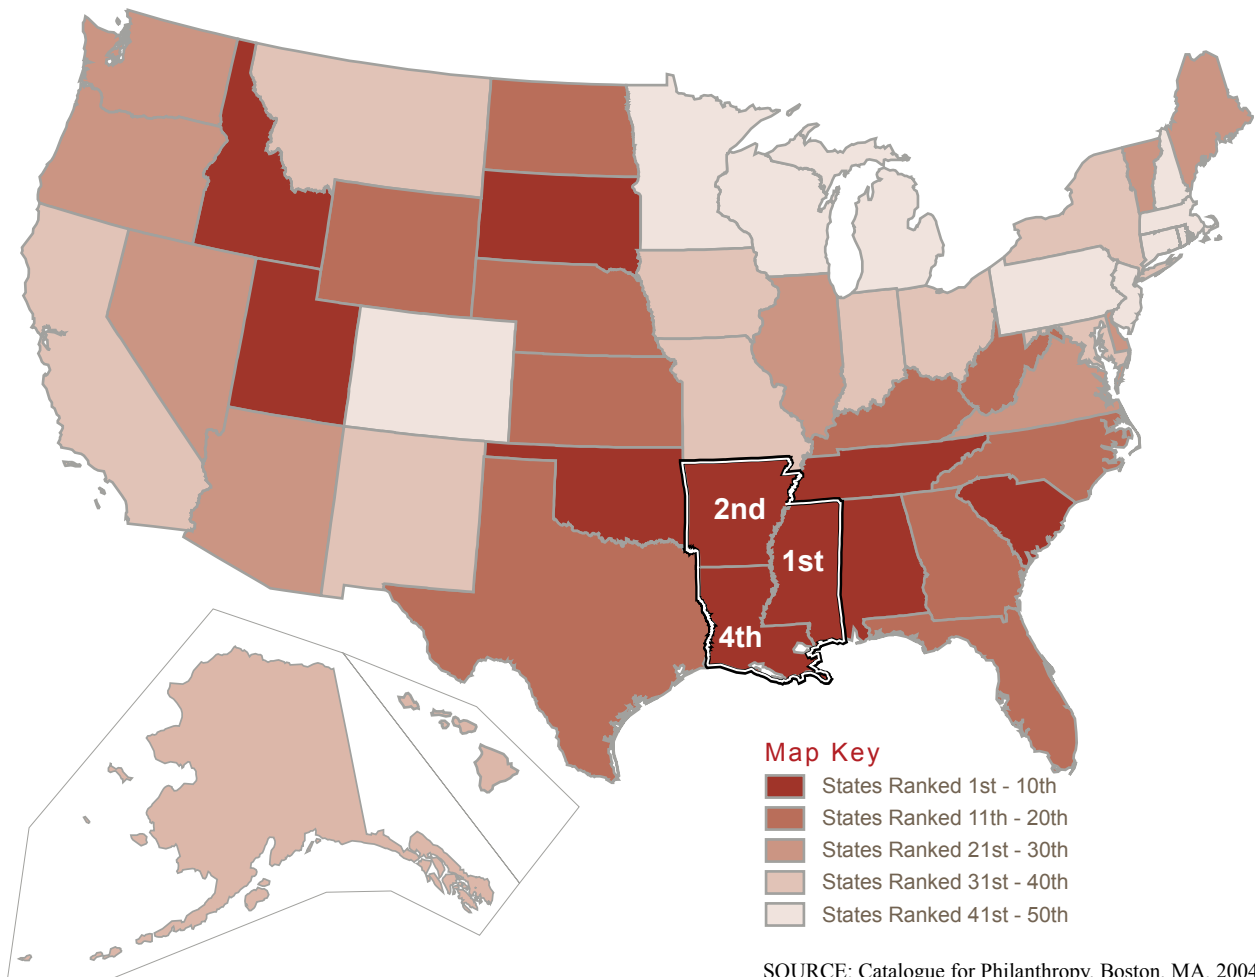 2nd
1st
4th
Map Key
States Ranked 1st - 10th
States Ranked 11th - 20th
States Ranked 21st - 30th
States Ranked 31st - 40th
States Ranked 41st - 50th
SOURCE: Catalogue for Philanthropy, Boston, MA, 2004